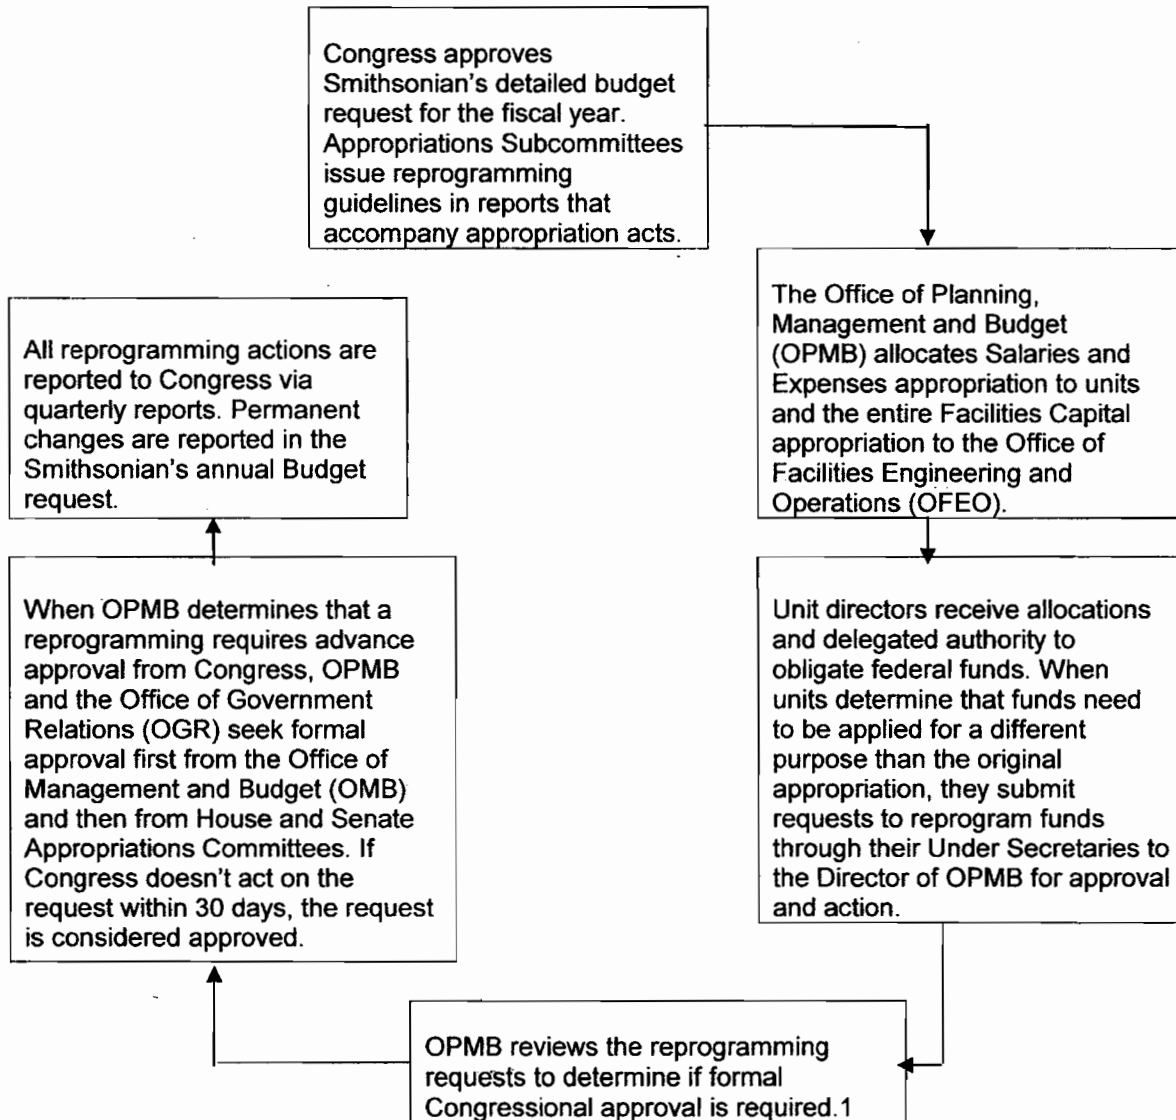 Congress approves
Smithsonian's detailed budget
request for the fiscal year.
Appropriations Subcommittees
issue reprogramming
guidelines in reports that
accompany appropriation acts.
The Office of Planning,
Management and Budget
(OPMB) allocates Salaries and
Expenses appropriation to units
and the entire Facilities Capital
appropriation to the Office of
Facilities Engineering and
Operations (OFEO).
Unit directors receive allocations
and delegated authority to
obligate federal funds. When
units determine that funds need
to be applied for a different
purpose than the original
appropriation, they submit
requests to reprogram funds
through their Under Secretaries to
the Director of OPMB for approval
and action.
OPMB reviews the reprogramming
requests to determine if formal
Congressional approval is required.1
When OPMB determines that a
reprogramming requires advance
approval from Congress, OPMB
and the Office of Government
Relations (OGR) seek formal
approval first from the Office of
Management and Budget (OMB)
and then from House and Senate
Appropriations Committees. If
Congress doesn't act on the
request within 30 days, the request
is considered approved.
All reprogramming actions are
reported to Congress via
quarterly reports. Permanent
changes are reported in the
Smithsonian's annual Budget
request.